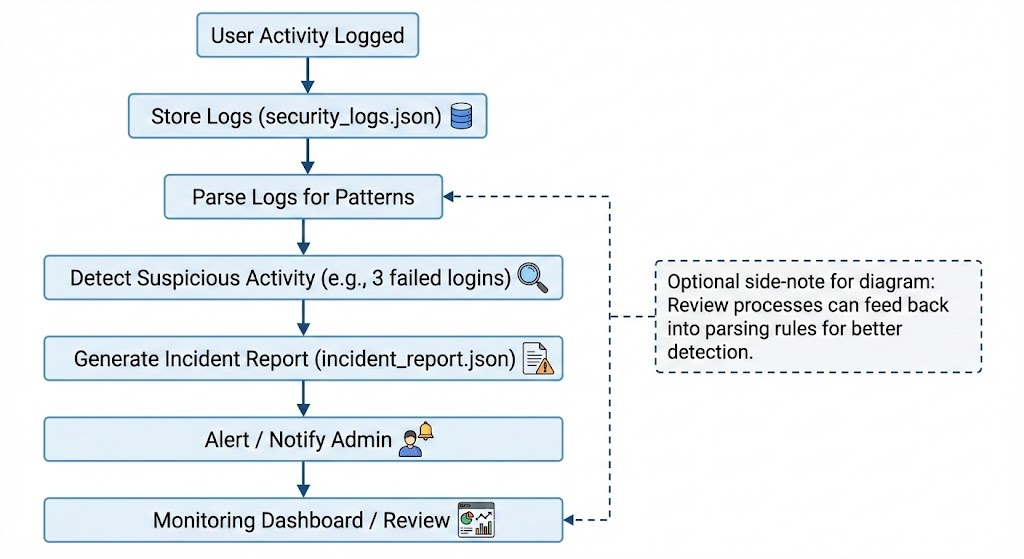 User Activity Logged
Store Logs (security_logs.json)
Parse Logs for Patterns
Detect Suspicious Activity (e.g., 3 failed logins)
Generate Incident Report (incident_report.json)
Alert / Notify Admin
Monitoring Dashboard / Review
Optional side-note for diagram:
Review processes can feed back
into parsing rules for better
detection.